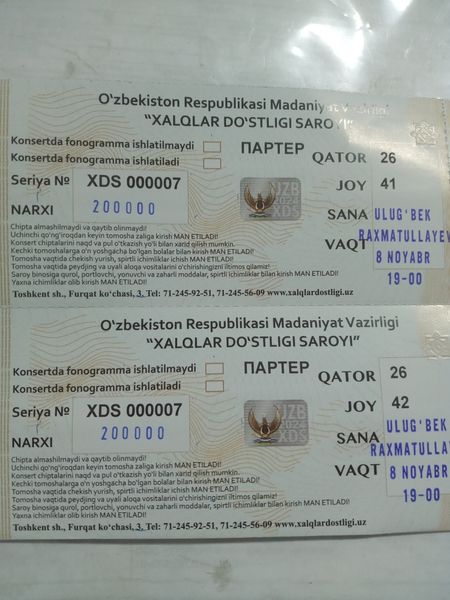 O'zbekiston Respublikasi Madaniyat Vazirligi
"XALQLAR DO'STLIGI SAROYI"
Konsertda fonogramma ishlatilmaydi
Konsertda fonogramma ishlatiladi
ПАРТЕР
QATOR 26
Seriya № XDS 000007
UZB
2024
XDS
JOY 41
NARXI 200000
SANA ULUG'BEK
RAXMATULLAYEV
VAQT 8 NOYABR
19-00
Chipta almashilmaydi va qaytib olinmaydi!
Uchinchi qo'ng'iroqdan keyin tomosha zaliga kirish MAN ETILADI!
Konsert chiptalarini naqd va pul o'tkazish yo'li bilan xarid qilish mumkin.
Kechki tomoshalarga o'n yoshgacha bo'lgan bolalar bilan kirish MAN ETILADI!
Tomosha vaqtida chekish yurish, spirtli ichimliklar ichish MAN ETILADI!
Tomosha vaqtida peydjing va uyali aloqa vositalarini o'chirishingizni iltimos qilamiz!
Saroy binosiga qurol, portlovchi, yonuvchi va zaharli moddalar, spirtli ichimliklar bilan kirish MAN ETILADI!
Yaxna ichimliklar olib kirish MAN ETILADI!
Toshkent sh., Furqat ko'chasi, 3. Tel: 71-245-92-51, 71-245-56-09 www.xalqlardostligi.uz
O'zbekiston Respublikasi Madaniyat Vazirligi
"XALQLAR DO'STLIGI SAROYI"
Konsertda fonogramma ishlatilmaydi
Konsertda fonogramma ishlatiladi
ПАРТЕР
QATOR 26
Seriya № XDS 000007
UZB
2024
XDS
JOY 42
NARXI 200000
SANA ULUG'BEK
RAXMATULLA
VAQT 8 NOYABR
19-00
Chipta almashilmaydi va qaytib olinmaydi!
Uchinchi qo'ng'iroqdan keyin tomosha zaliga kirish MAN ETILADI!
Konsert chiptalarini naqd va pul o'tkazish yo'li bilan xarid qilish mumkin.
Kechki tomoshalarga o'n yoshgacha bo'lgan bolalar bilan kirish MAN ETILADI!
Tomosha vaqtida chekish yurish, spirtli ichimliklar ichish MAN ETILADI!
Tomosha vaqtida peydjing va uyali aloqa vositalarini o'chirishingizni iltimos qilamiz!
Saroy binosiga qurol, portlovchi, yonuvchi va zaharli moddalar, spirtli ichimliklar bilan kirish MAN ETILADI!
Yaxna ichimliklar olib kirish MAN ETILADI!
Toshkent sh., Furqat ko'chasi, 3. Tel: 71-245-92-51, 71-245-56-09 www.xalqlardostligi.uz